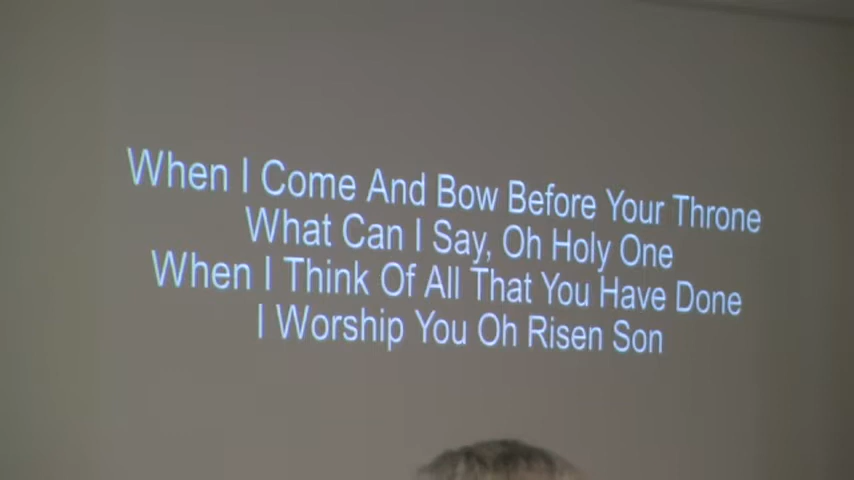 When I Come And Bow Before Your Throne
What Can I Say, Oh Holy One
When I Think Of All That You Have Done
I Worship You Oh Risen Son